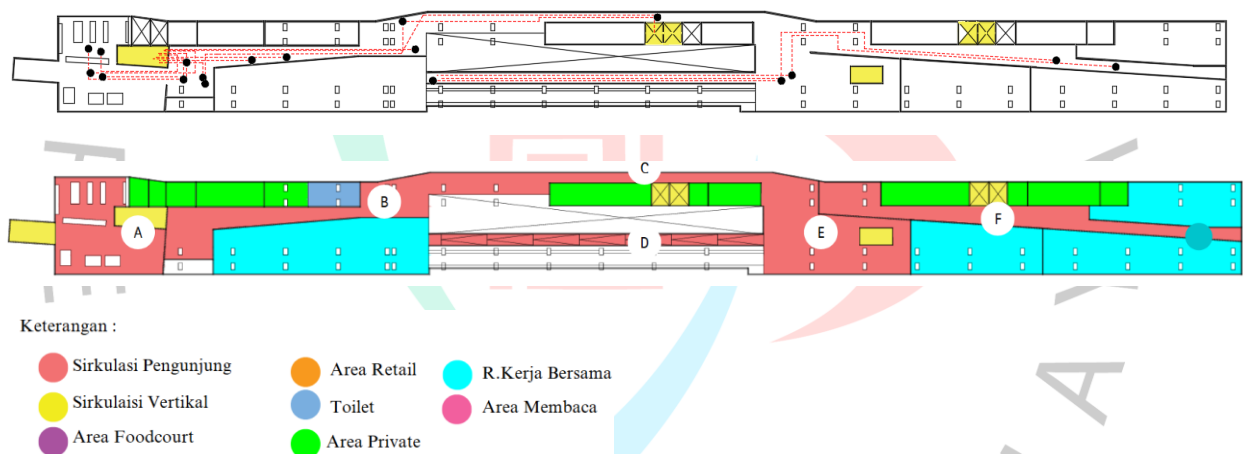 C
B
A
D
E
F
Keterangan :
Sirkulasi Pengunjung
Area Retail
R.Kerja Bersama
Sirkulaisi Vertikal
Toilet
Area Membaca
Area Foodcourt
Area Private